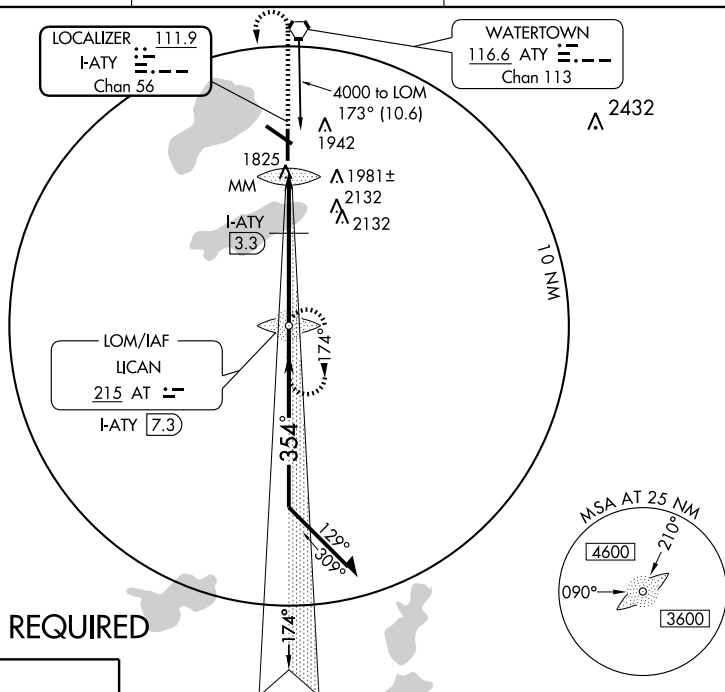 LOCALIZER 111.9
I-ATY
Chan 56
WATERTOWN
116.6 ATY
Chan 113
4000 to LOM
173° (10.6)
2432
1942
1825
MM
1981±
2132
2132
I-ATY
3.3
10 NM
LOM/IAF
LICAN
215 AT
I-ATY 7.3
174°
354°
129°
309°
174°
MSA AT 25 NM
210°
4600
090°
3600
REQUIRED